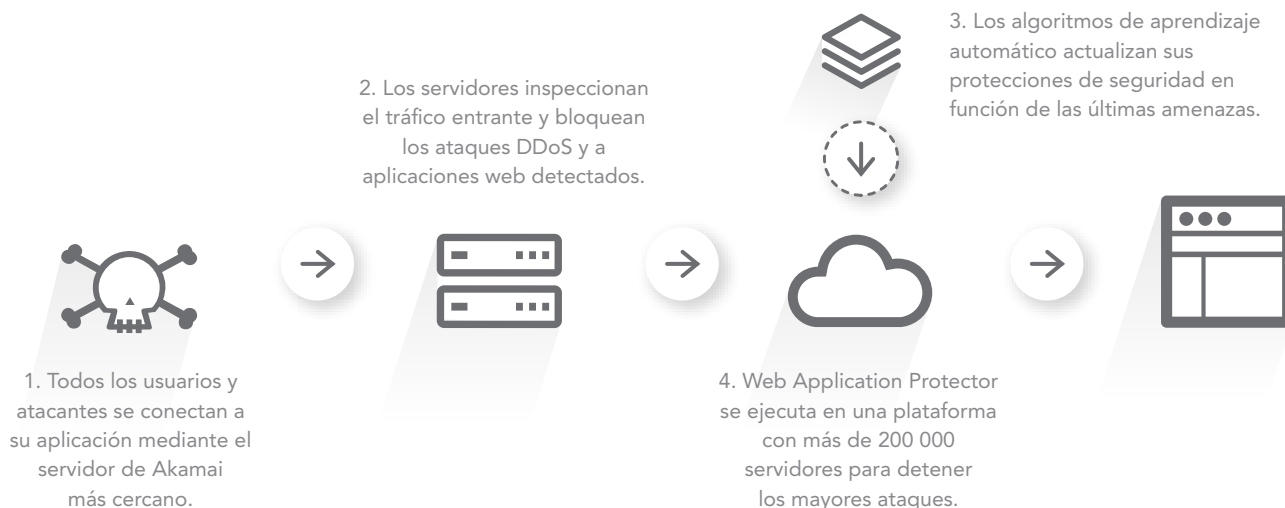 1. Todos los usuarios y
atacantes se conectan a
su aplicación mediante el
servidor de Akamai
más cercano.
2. Los servidores inspeccionan
el tráfico entrante y bloquean
los ataques DDoS y a
aplicaciones web detectados.
3. Los algoritmos de aprendizaje
automático actualizan sus
protecciones de seguridad en
función de las últimas amenazas.
4. Web Application Protector
se ejecuta en una plataforma
con más de 200 000
servidores para detener
los mayores ataques.